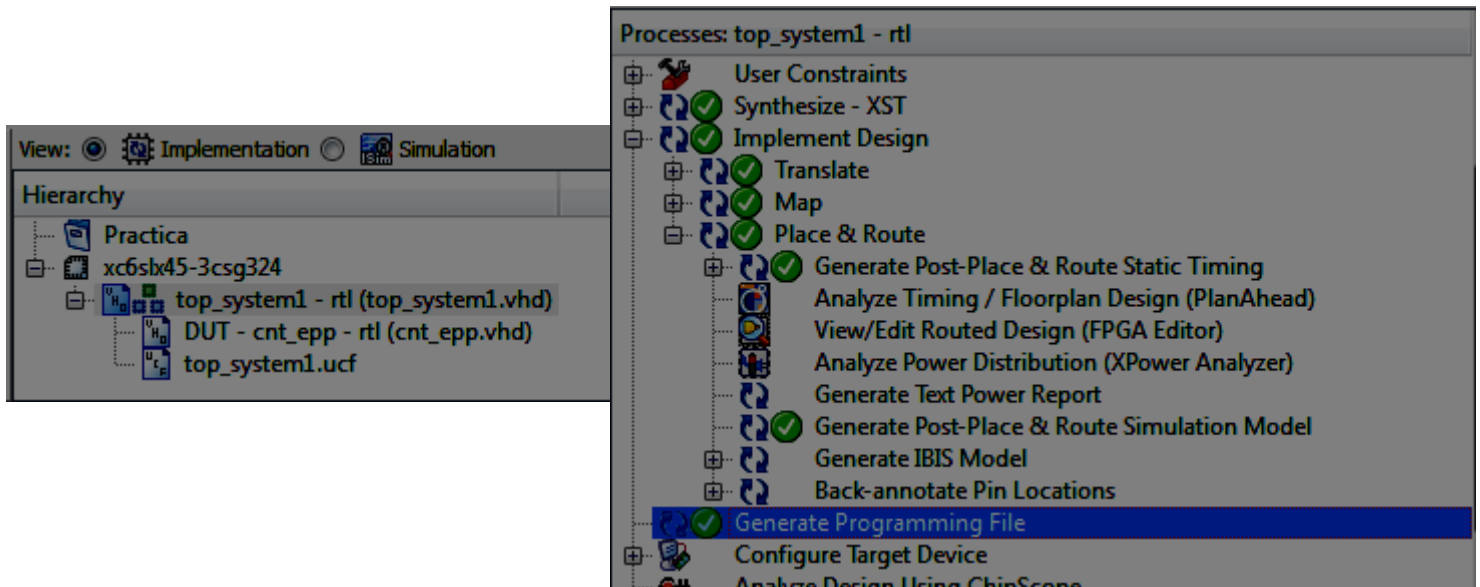 View: Implementation Simulation
Hierarchy
Practica
xc6slx45-3csg324
top_system1 - rtl (top_system1.vhd)
DUT - cnt_epp - rtl (cnt_epp.vhd)
top_system1.ucf
Processes: top_system1 - rtl
User Constraints
Synthesize - XST
Implement Design
Translate
Map
Place & Route
Generate Post-Place & Route Static Timing
Analyze Timing / Floorplan Design (PlanAhead)
View/Edit Routed Design (FPGA Editor)
Analyze Power Distribution (XPower Analyzer)
Generate Text Power Report
Generate Post-Place & Route Simulation Model
Generate IBIS Model
Back-annotate Pin Locations
Generate Programming File
Configure Target Device
Analyze Design Using ChipScope